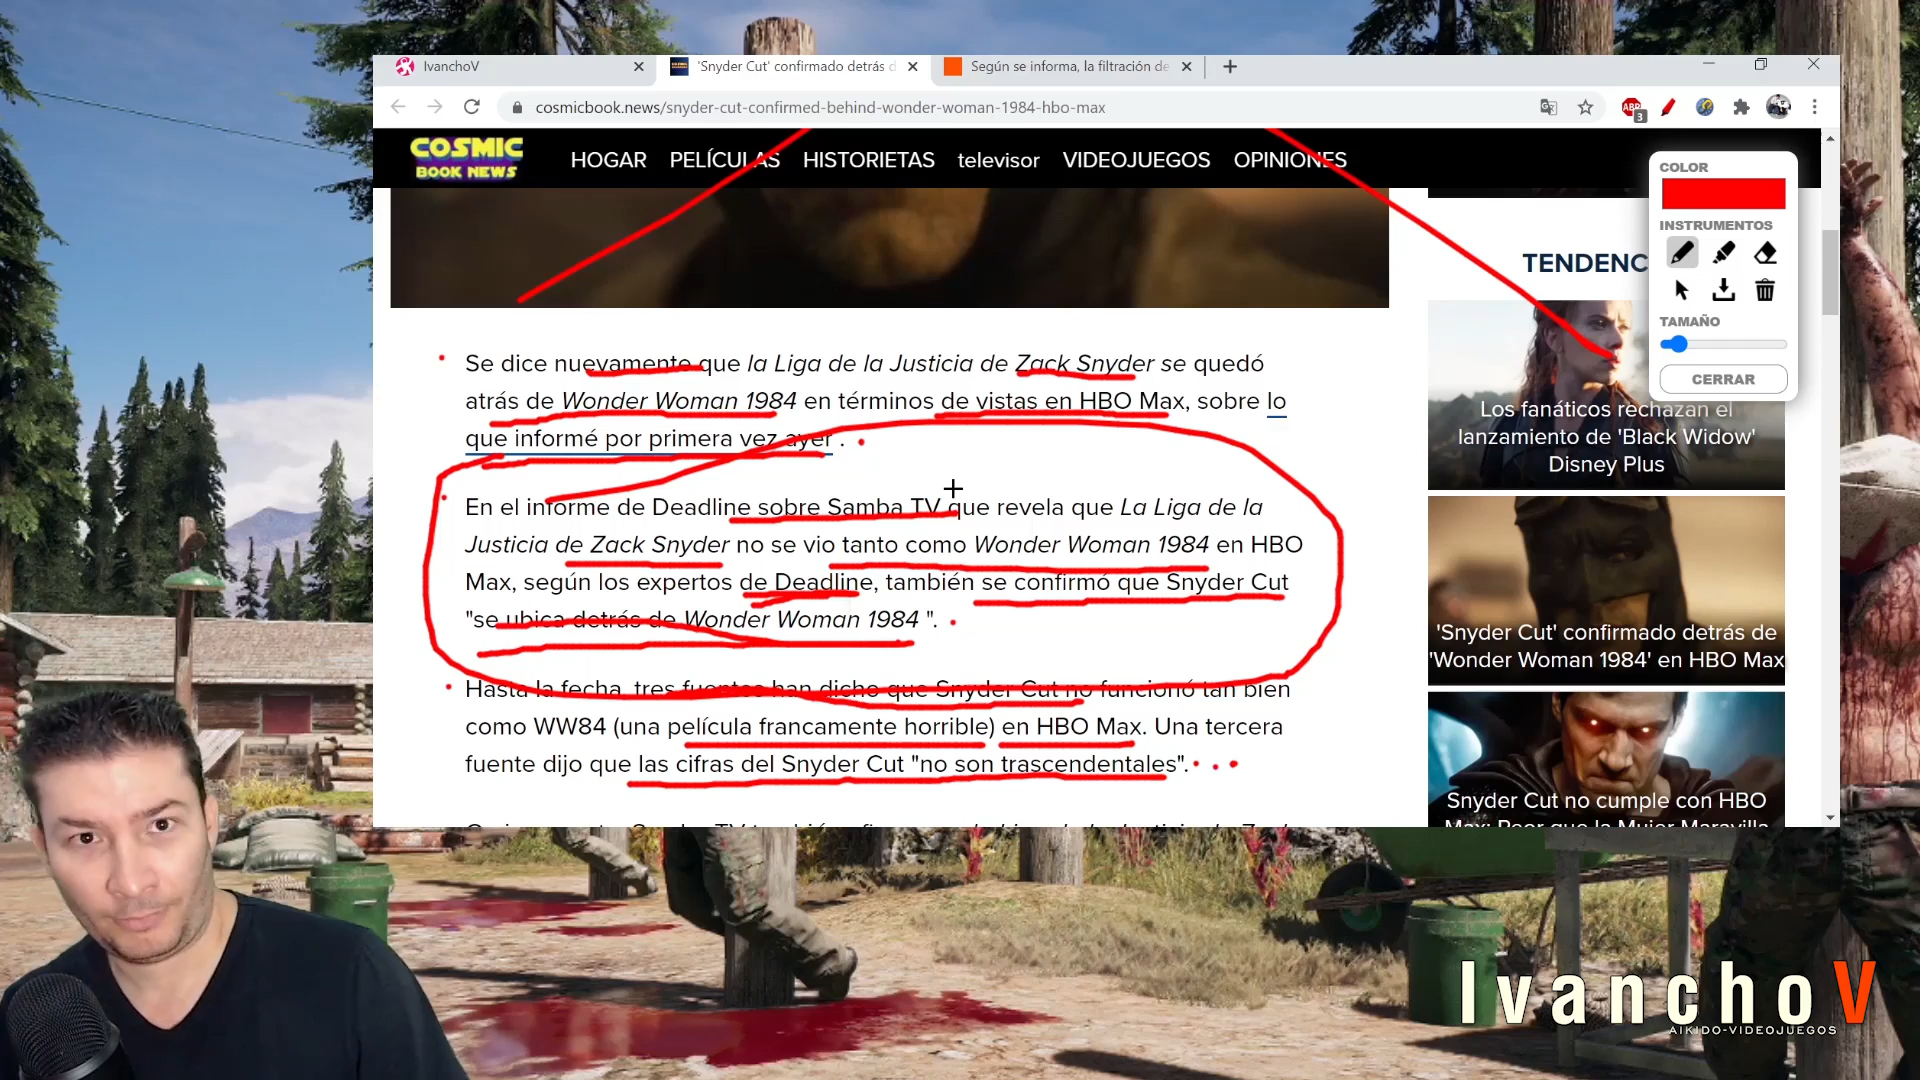 IvanchoV
'Snyder Cut' confirmado detrás d
Según se informa, la filtración de
cosmicbook.news/snyder-cut-confirmed-behind-wonder-woman-1984-hbo-max
ABP
3
COSMIC
BOOK NEWS
HOGAR PELÍCULAS HISTORIETAS televisor VIDEOJUEGOS OPINIONES
COLOR
INSTRUMENTOS
TAMAÑO
CERRAR
TENDENC
Se dice nuevamente que la Liga de la Justicia de Zack Snyder se quedó
atrás de Wonder Woman 1984 en términos de vistas en HBO Max, sobre lo
que informé por primera vez ayer .
En el informe de Deadline sobre Samba TV que revela que La Liga de la
Justicia de Zack Snyder no se vio tanto como Wonder Woman 1984 en HBO
Max, según los expertos de Deadline, también se confirmó que Snyder Cut
"se ubica detrás de Wonder Woman 1984 ".
Hasta la fecha, tres fuentes han dicho que Snyder Cut no funcionó tan bien
como WW84 (una película francamente horrible) en HBO Max. Una tercera
fuente dijo que las cifras del Snyder Cut "no son trascendentales".
Los fanáticos rechazan el
lanzamiento de 'Black Widow'
Disney Plus
'Snyder Cut' confirmado detrás de
'Wonder Woman 1984' en HBO Max
Snyder Cut no cumple con HBO
Max: Peor que la Mujer Maravilla
IvanchoV
AIKIDO-VIDEOJUEGOS